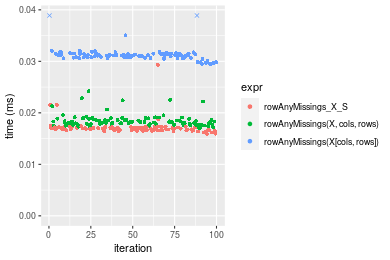 0.04
0.03
0.02
0.01
0.00
time (ms)
0
25
50
75
100
iteration
expr
rowAnyMissings_X_S
rowAnyMissings(X, cols, rows)
rowAnyMissings(X[cols, rows])